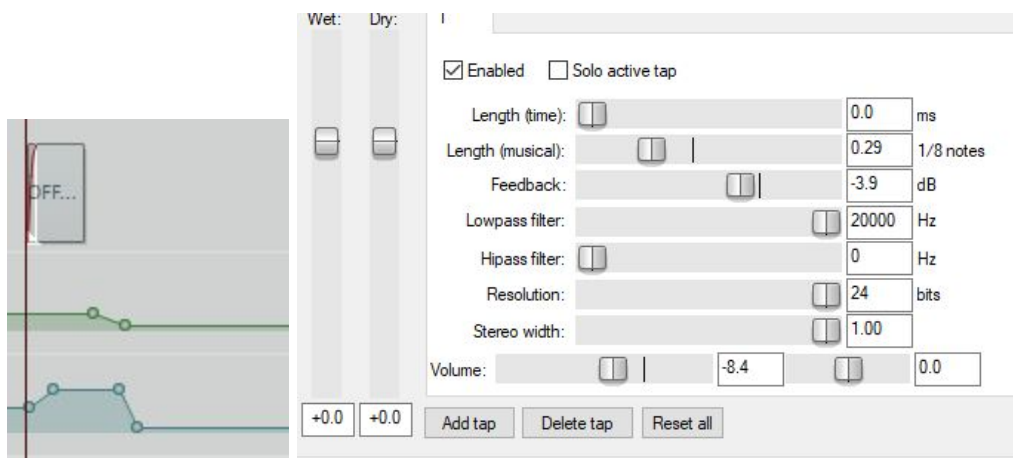 Wet: Dry:
Enabled Solo active tap
Length (time): 0.0 ms
Length (musical): 0.29 1/8 notes
Feedback: -3.9 dB
Lowpass filter: 20000 Hz
Hipass filter: 0 Hz
Resolution: 24 bits
Stereo width: 1.00
Volume: -8.4 0.0
+0.0 +0.0 Add tap Delete tap Reset all
OFF...